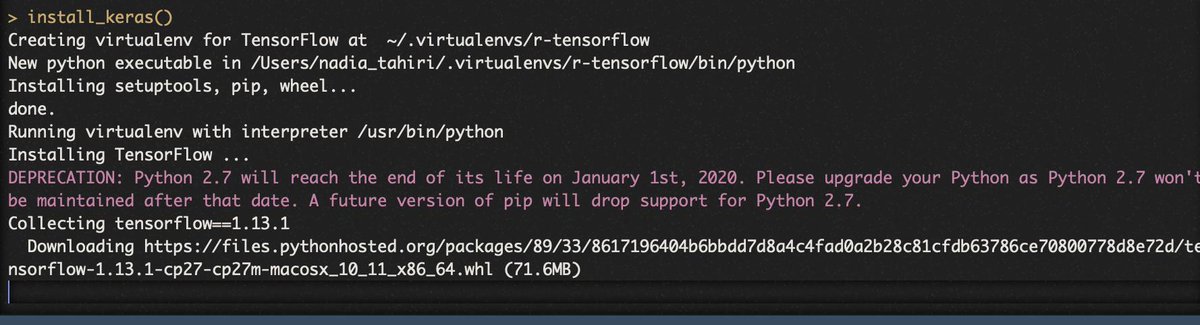 > install_keras()
Creating virtualenv for TensorFlow at  ~/.virtualenvs/r-tensorflow
New python executable in /Users/nadia_tahiri/.virtualenvs/r-tensorflow/bin/python
Installing setuptools, pip, wheel...
done.
Running virtualenv with interpreter /usr/bin/python
Installing TensorFlow ...
DEPRECATION: Python 2.7 will reach the end of its life on January 1st, 2020. Please upgrade your Python as Python 2.7 won't
be maintained after that date. A future version of pip will drop support for Python 2.7.
Collecting tensorflow==1.13.1
  Downloading https://files.pythonhosted.org/packages/89/33/8617196404b6bbdd7d8a4c4fad0a2b28c81cfdb63786ce70800778d8e72d/te
nsorflow-1.13.1-cp27-cp27m-macosx_10_11_x86_64.whl (71.6MB)